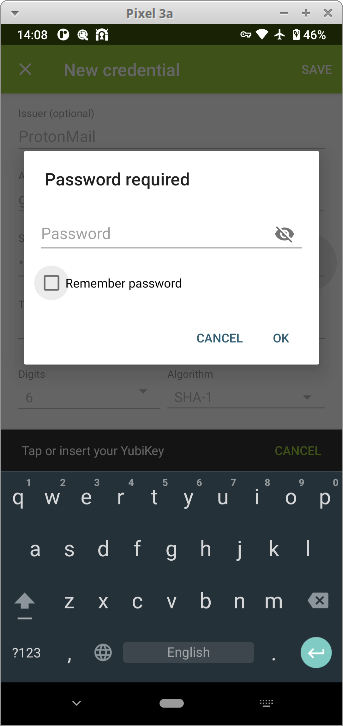 Pixel 3a
14:08
46%
New credential
SAVE
Issuer (optional)
ProtonMail
Password required
Password
Remember password
CANCEL
OK
Digits
Algorithm
6
SHA-1
Tap or insert your YubiKey
CANCEL
1 2 3 4 5 6 7 8 9 0
q w e r t y u i o p
a s d f g h j k l
z x c v b n m
?123 , English .